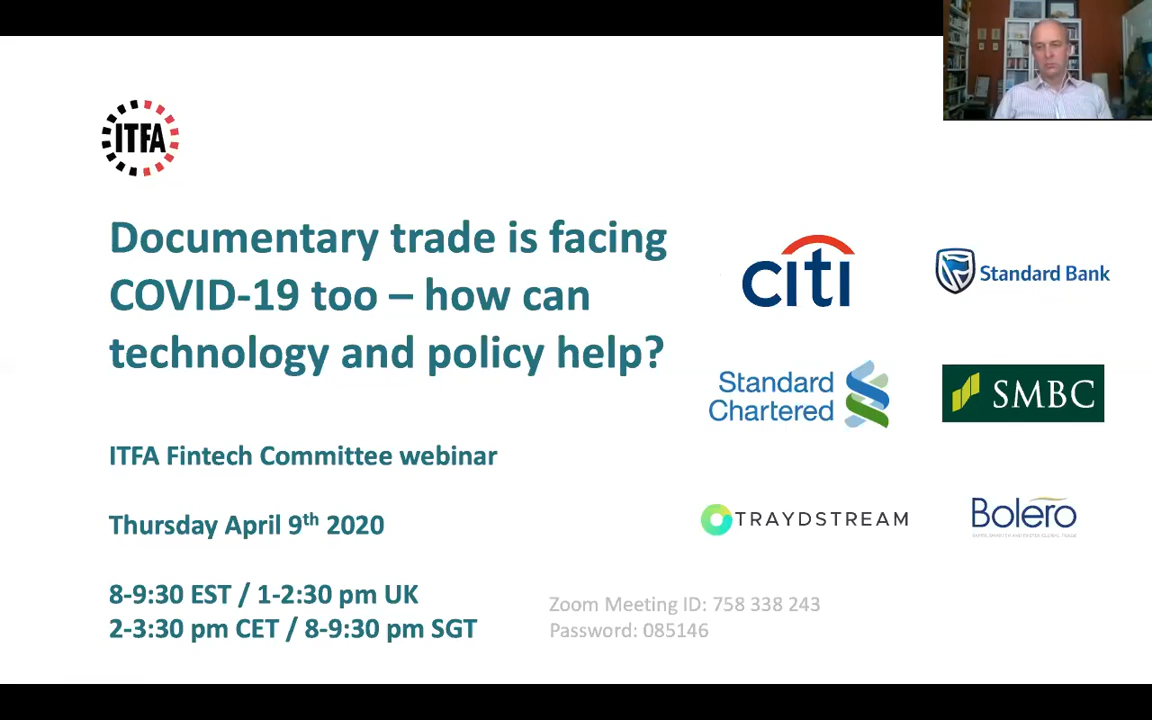 ITFA
Documentary trade is facing
COVID-19 too – how can
technology and policy help?
citi
Standard Bank
Standard
Chartered
SMBC
ITFA Fintech Committee webinar
TRAYDSTREAM
Bolero
Thursday April 9th 2020
8-9:30 EST / 1-2:30 pm UK
2-3:30 pm CET / 8-9:30 pm SGT
Zoom Meeting ID: 758 338 243
Password: 085146